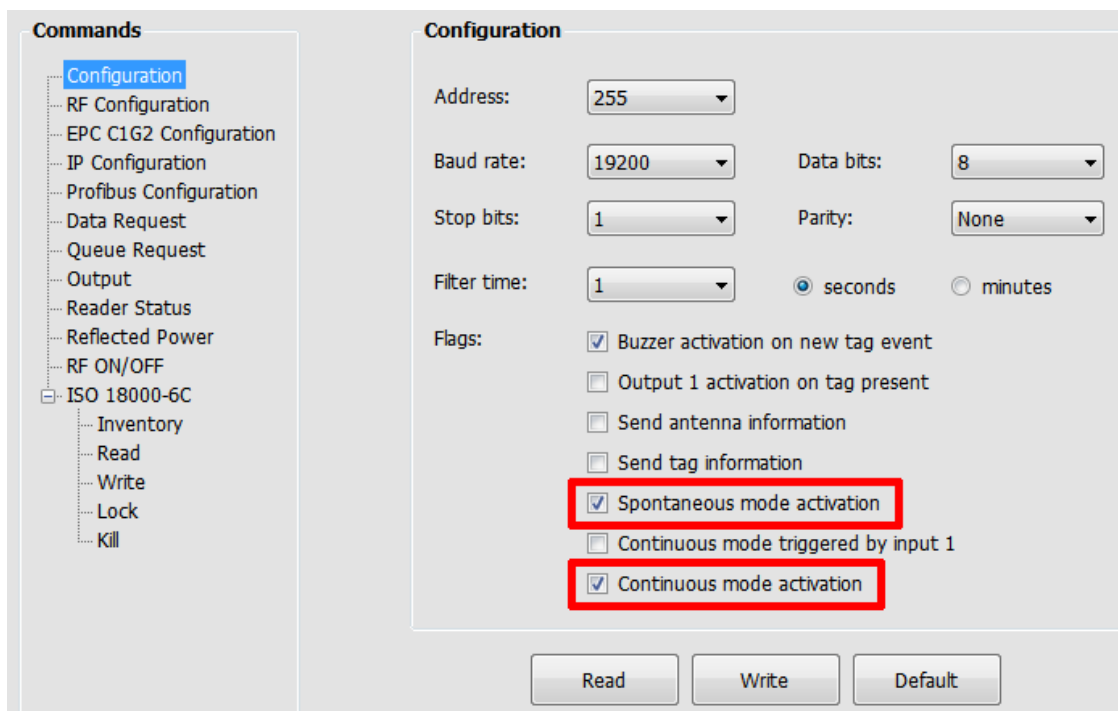 Commands
Configuration
RF Configuration
EPC C1G2 Configuration
IP Configuration
Profibus Configuration
Data Request
Queue Request
Output
Reader Status
Reflected Power
RF ON/OFF
ISO 18000-6C
Inventory
Read
Write
Lock
Kill
Configuration
Address: 255
Baud rate: 19200 Data bits: 8
Stop bits: 1 Parity: None
Filter time: 1 seconds minutes
Flags: Buzzer activation on new tag event
Output 1 activation on tag present
Send antenna information
Send tag information
Spontaneous mode activation
Continuous mode triggered by input 1
Continuous mode activation
Read Write Default